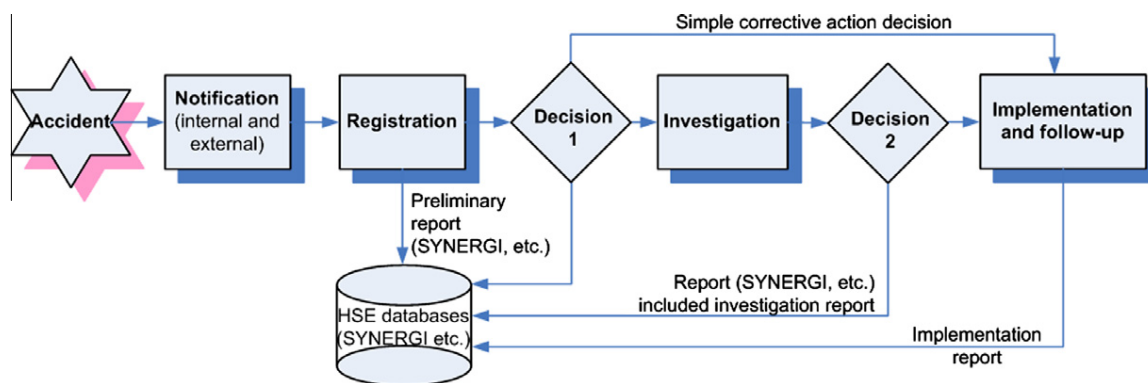 Simple corrective action decision
Accident
Notification
(internal and
external)
Registration
Decision
1
Investigation
Decision
2
Implementation
and follow-up
Preliminary
report
(SYNERGI, etc.)
Report (SYNERGI, etc.)
included investigation report
HSE databases
(SYNERGI etc.)
Implementation
report